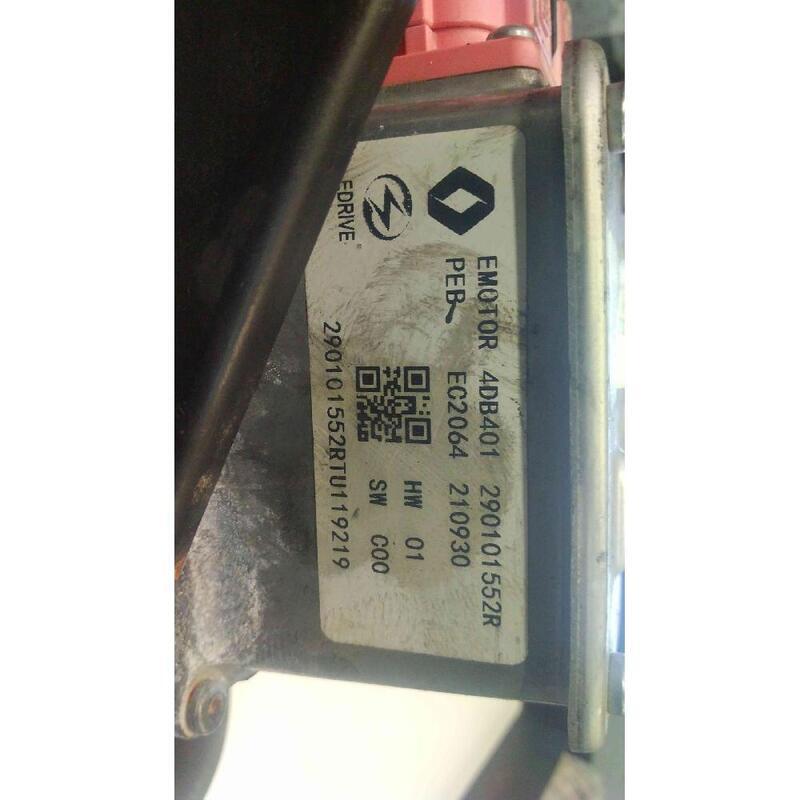 EMOTOR 4DB401 290101552R
PEB EC2064 210930
HW 01
SW C00
EDRIVE
290101552RTU119219